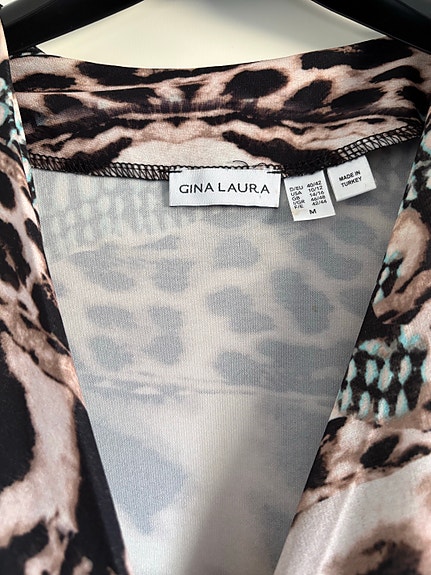 GINA LAURA
D/EU 40/42
USA 10/12
GB 14/16
I/GR 46/48
F/E 42/44
M
MADE IN
TURKEY